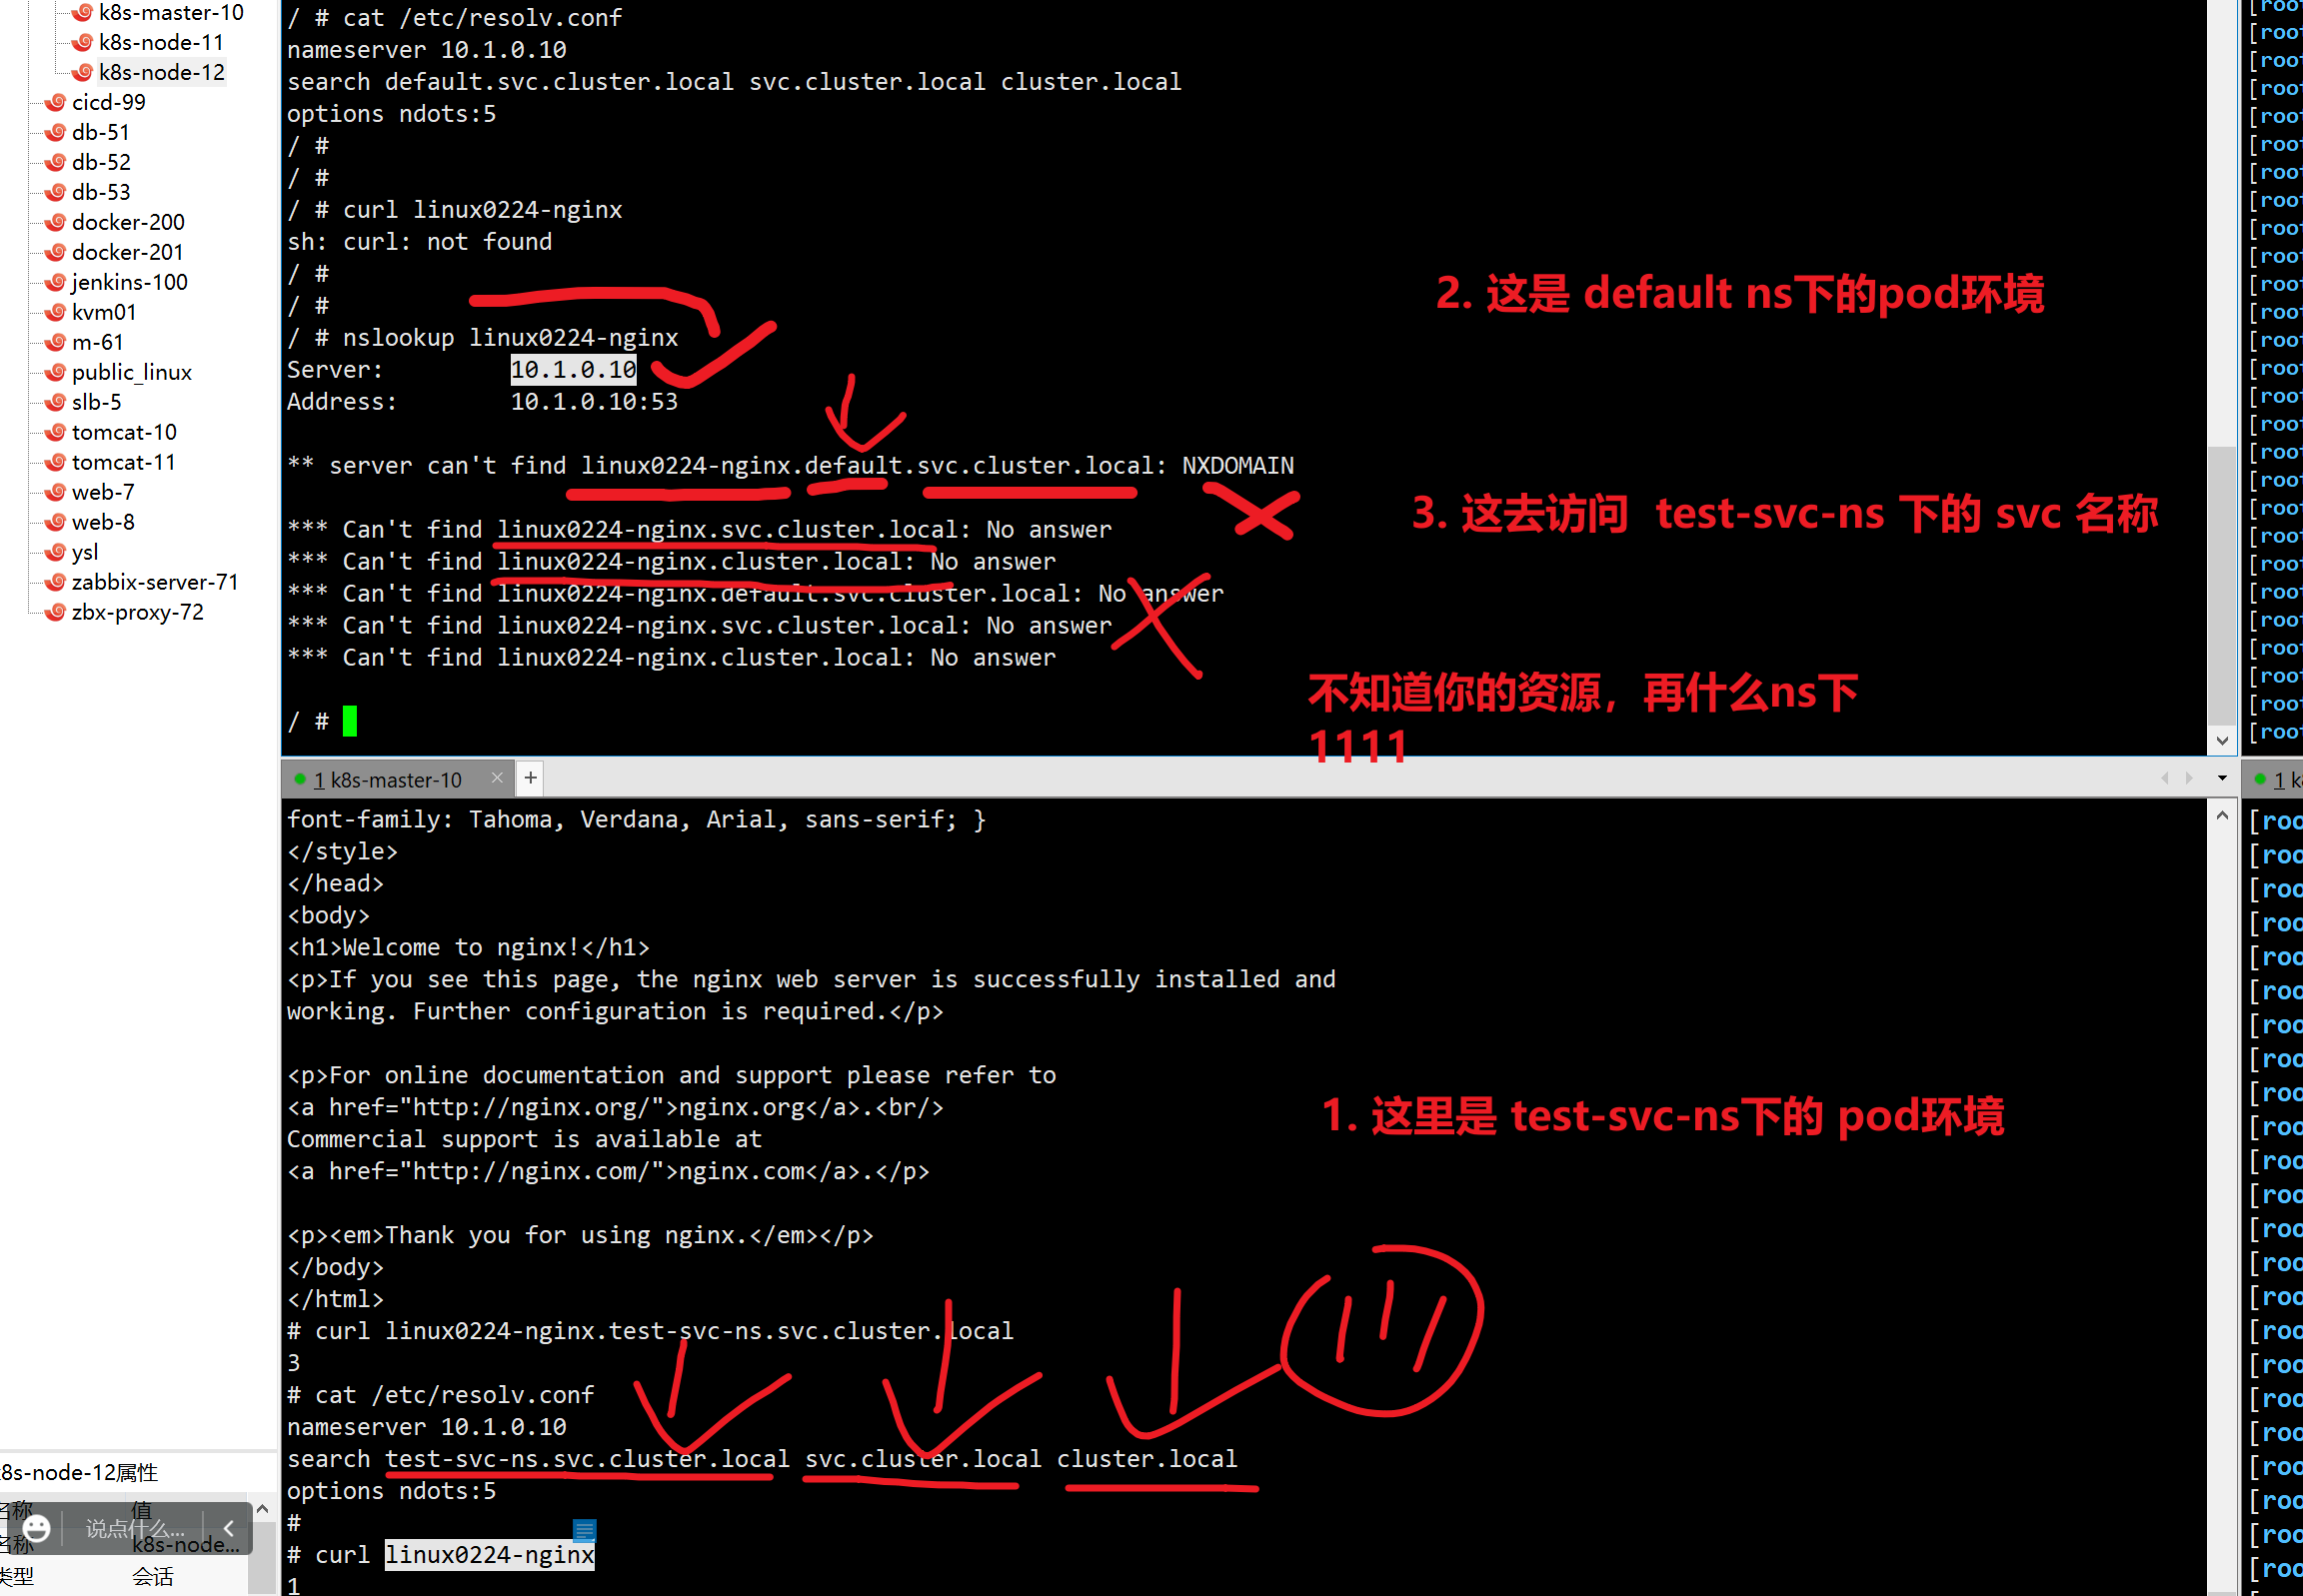 k8s-master-10
k8s-node-11
k8s-node-12
cicd-99
db-51
db-52
db-53
docker-200
docker-201
jenkins-100
kvm01
m-61
public_linux
slb-5
tomcat-10
tomcat-11
web-7
web-8
ysl
zabbix-server-71
zbx-proxy-72
/ # cat /etc/resolv.conf
nameserver 10.1.0.10
search default.svc.cluster.local svc.cluster.local cluster.local
options ndots:5
/ #
/ #
/ # curl linux0224-nginx
sh: curl: not found
/ #
/ #
/ # nslookup linux0224-nginx
Server: 10.1.0.10
Address: 10.1.0.10:53
** server can't find linux0224-nginx.default.svc.cluster.local: NXDOMAIN
*** Can't find linux0224-nginx.svc.cluster.local: No answer
*** Can't find linux0224-nginx.cluster.local: No answer
*** Can't find linux0224-nginx.default.svc.cluster.local: No answer
*** Can't find linux0224-nginx.svc.cluster.local: No answer
*** Can't find linux0224-nginx.cluster.local: No answer
/ #
2. 这是 default ns下的pod环境
3. 这去访问 test-svc-ns 下的 svc 名称
不知道你的资源，再什么ns下
1111
1 k8s-master-10
font-family: Tahoma, Verdana, Arial, sans-serif; }
</style>
</head>
<body>
<h1>Welcome to nginx!</h1>
<p>If you see this page, the nginx web server is successfully installed and
working. Further configuration is required.</p>
<p>For online documentation and support please refer to
<a href="http://nginx.org/">nginx.org</a>.<br/>
Commercial support is available at
<a href="http://nginx.com/">nginx.com</a>.</p>
<p><em>Thank you for using nginx.</em></p>
</body>
</html>
# curl linux0224-nginx.test-svc-ns.svc.cluster.local
3
# cat /etc/resolv.conf
nameserver 10.1.0.10
search test-svc-ns.svc.cluster.local svc.cluster.local cluster.local
options ndots:5
#
# curl linux0224-nginx
1
1. 这里是 test-svc-ns下的 pod环境
k8s-node-12属性
名称 值
说点什么...
名称 k8s-node...
类型 会话